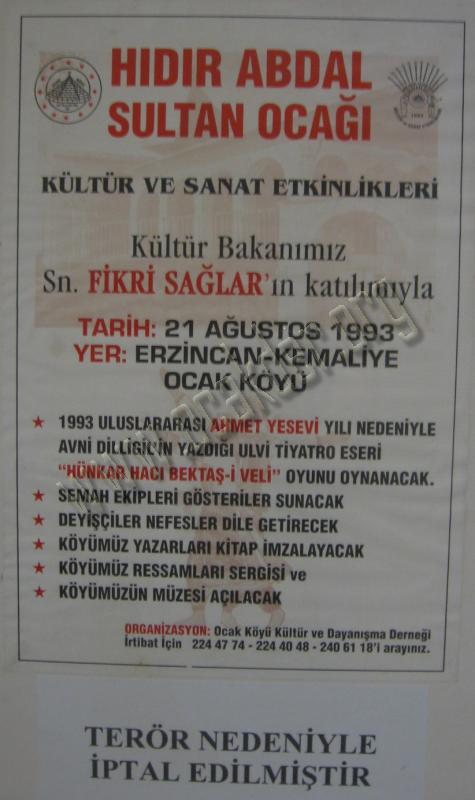 HIDIR ABDAL
SULTAN OCAĞI
KÜLTÜR VE SANAT ETKİNLİKLERİ
Kültür Bakanımız
Sn. FİKRİ SAĞLAR'ın katılımıyla
TARİH: 21 AĞUSTOS 1993
YER: ERZİNCAN-KEMALİYE
OCAK KÖYÜ
★ 1993 ULUSLARARASI AHMET YESEVİ YILI NEDENİYLE
AVNİ DİLLİGİL'İN YAZDIĞI ULVİ TİYATRO ESERİ
"HÜNKAR HACI BEKTAŞ-İ VELİ" OYUNU OYNANACAK.
★ SEMAH EKİPLERİ GÖSTERİLER SUNACAK
★ DEYİŞÇİLER NEFESLER DİLE GETİRECEK
★ KÖYÜMÜZ YAZARLARI KİTAP İMZALAYACAK
★ KÖYÜMÜZ RESSAMLARI SERGİSİ ve
★ KÖYÜMÜZÜN MÜZESİ AÇILACAK
ORGANİZASYON: Ocak Köyü Kültür ve Dayanışma Derneği
İrtibat İçin 224 47 74 - 224 40 48 - 240 61 18'i arayınız.
TERÖR NEDENİYLE
İPTAL EDİLMİŞTİR